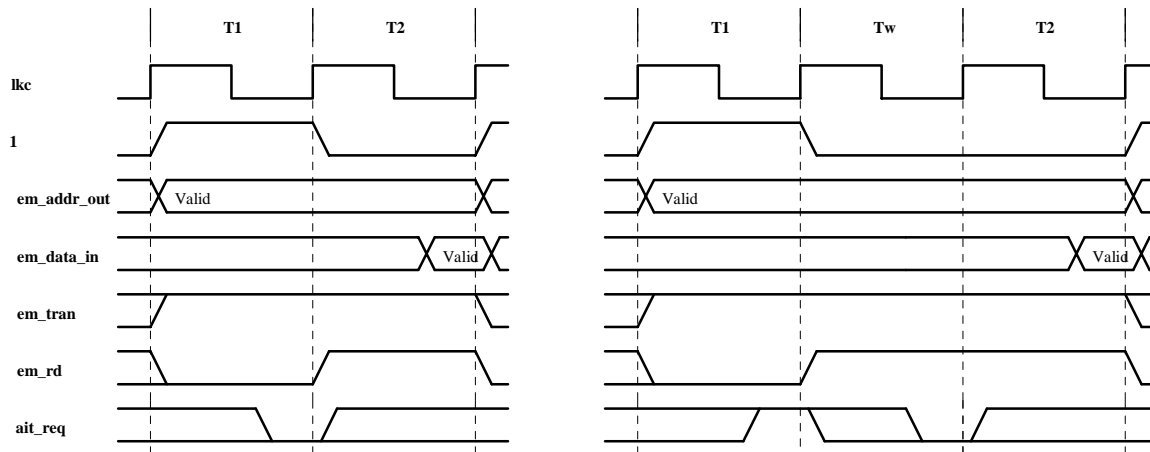 T1 T2 T1 Tw T2
lkc
1
em_addr_out Valid Valid
em_data_in Valid Valid
em_tran
em_rd
ait_req